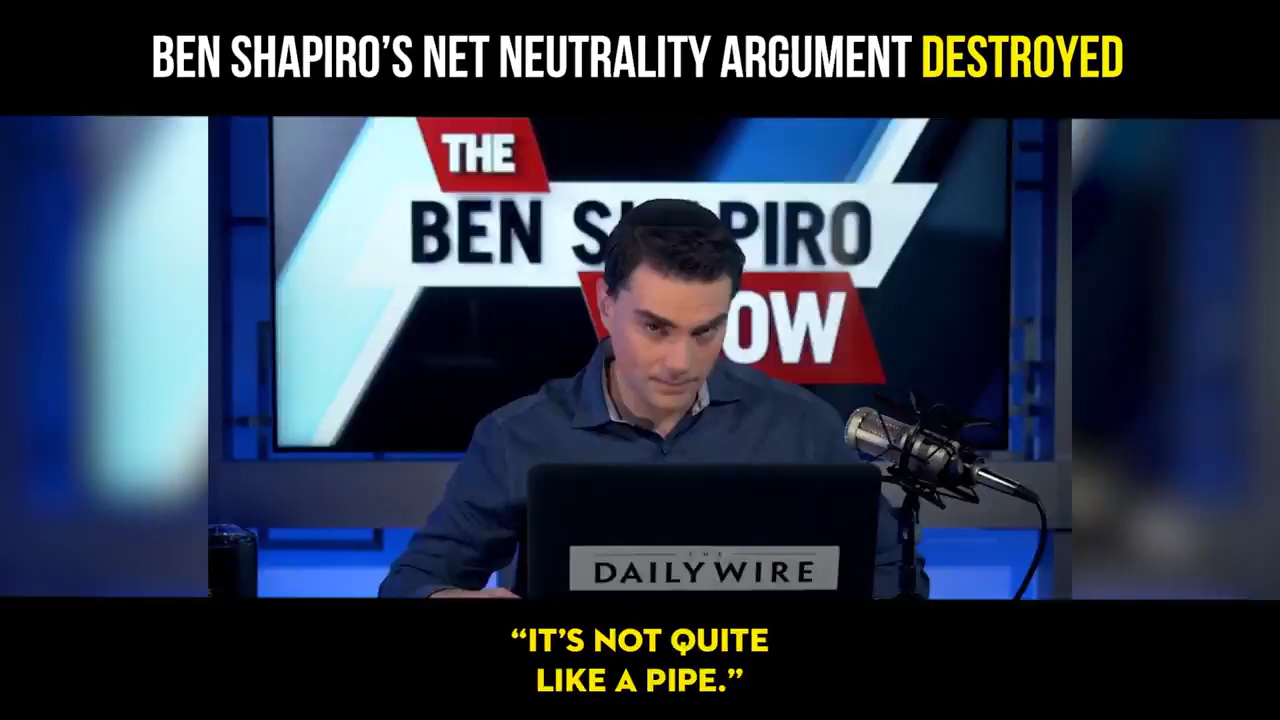 BEN SHAPIRO’S NET NEUTRALITY ARGUMENT DESTROYED
THE
BEN SHAPIRO
SHOW
THE
DAILY WIRE
“IT’S NOT QUITE
LIKE A PIPE.”